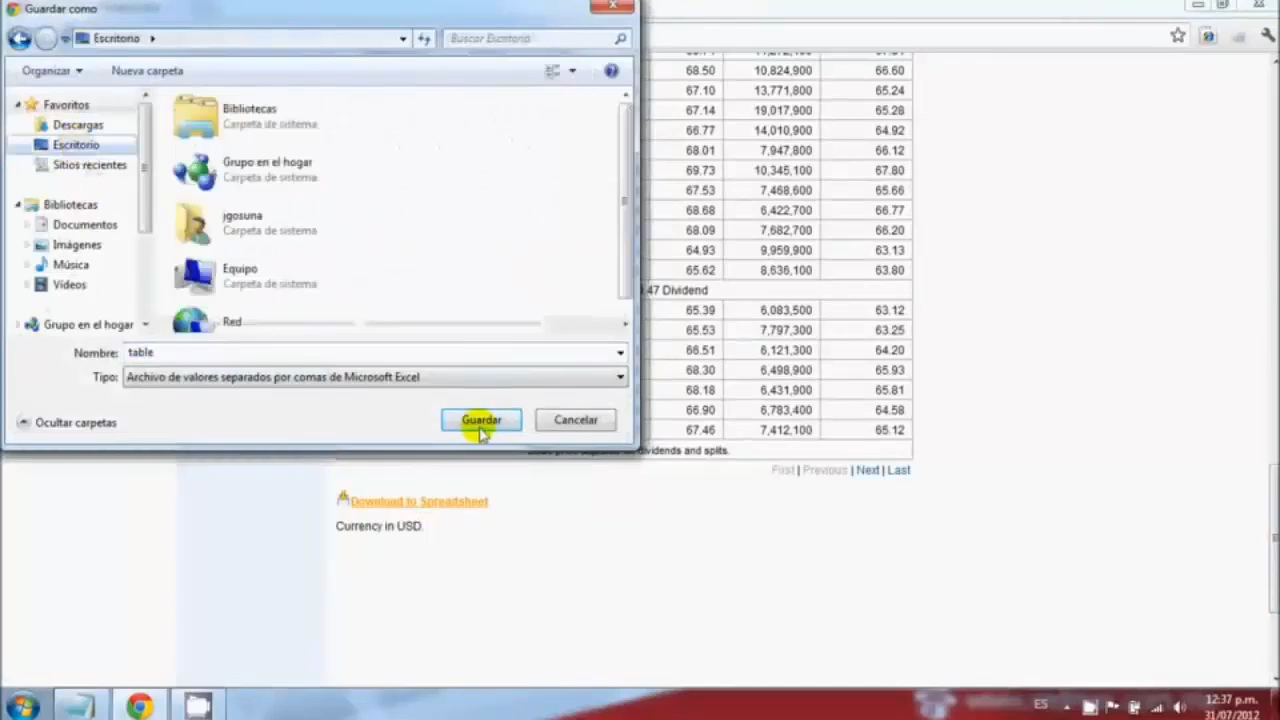 Guardar como
Escritorio
Buscar Escritorio
Organizar
Nueva carpeta
Favoritos
Descargas
Escritorio
Sitios recientes
Bibliotecas
Documentos
Imágenes
Música
Vídeos
Grupo en el hogar
Bibliotecas
Carpeta de sistema
Grupo en el hogar
Carpeta de sistema
jgosuna
Carpeta de sistema
Equipo
Carpeta de sistema
Red
Nombre: table
Tipo: Archivo de valores separados por comas de Microsoft Excel
Ocultar carpetas
Guardar
Cancelar
68.50 10,824,900 66.60
67.10 13,771,800 65.24
67.14 19,017,900 65.28
66.77 14,010,900 64.92
68.01 7,947,800 66.12
69.73 10,345,100 67.80
67.53 7,468,600 65.66
68.68 6,422,700 66.77
68.09 7,682,700 66.20
64.93 9,959,900 63.13
65.62 8,636,100 63.80
47 Dividend
65.39 6,083,500 63.12
65.53 7,797,300 63.25
66.51 6,121,300 64.20
68.30 6,498,900 65.93
68.18 6,431,900 65.81
66.90 6,783,400 64.58
67.46 7,412,100 65.12
dividends and splits.
First | Previous | Next | Last
Download to Spreadsheet
Currency in USD.
ES
12:37 p.m.
31/07/2012